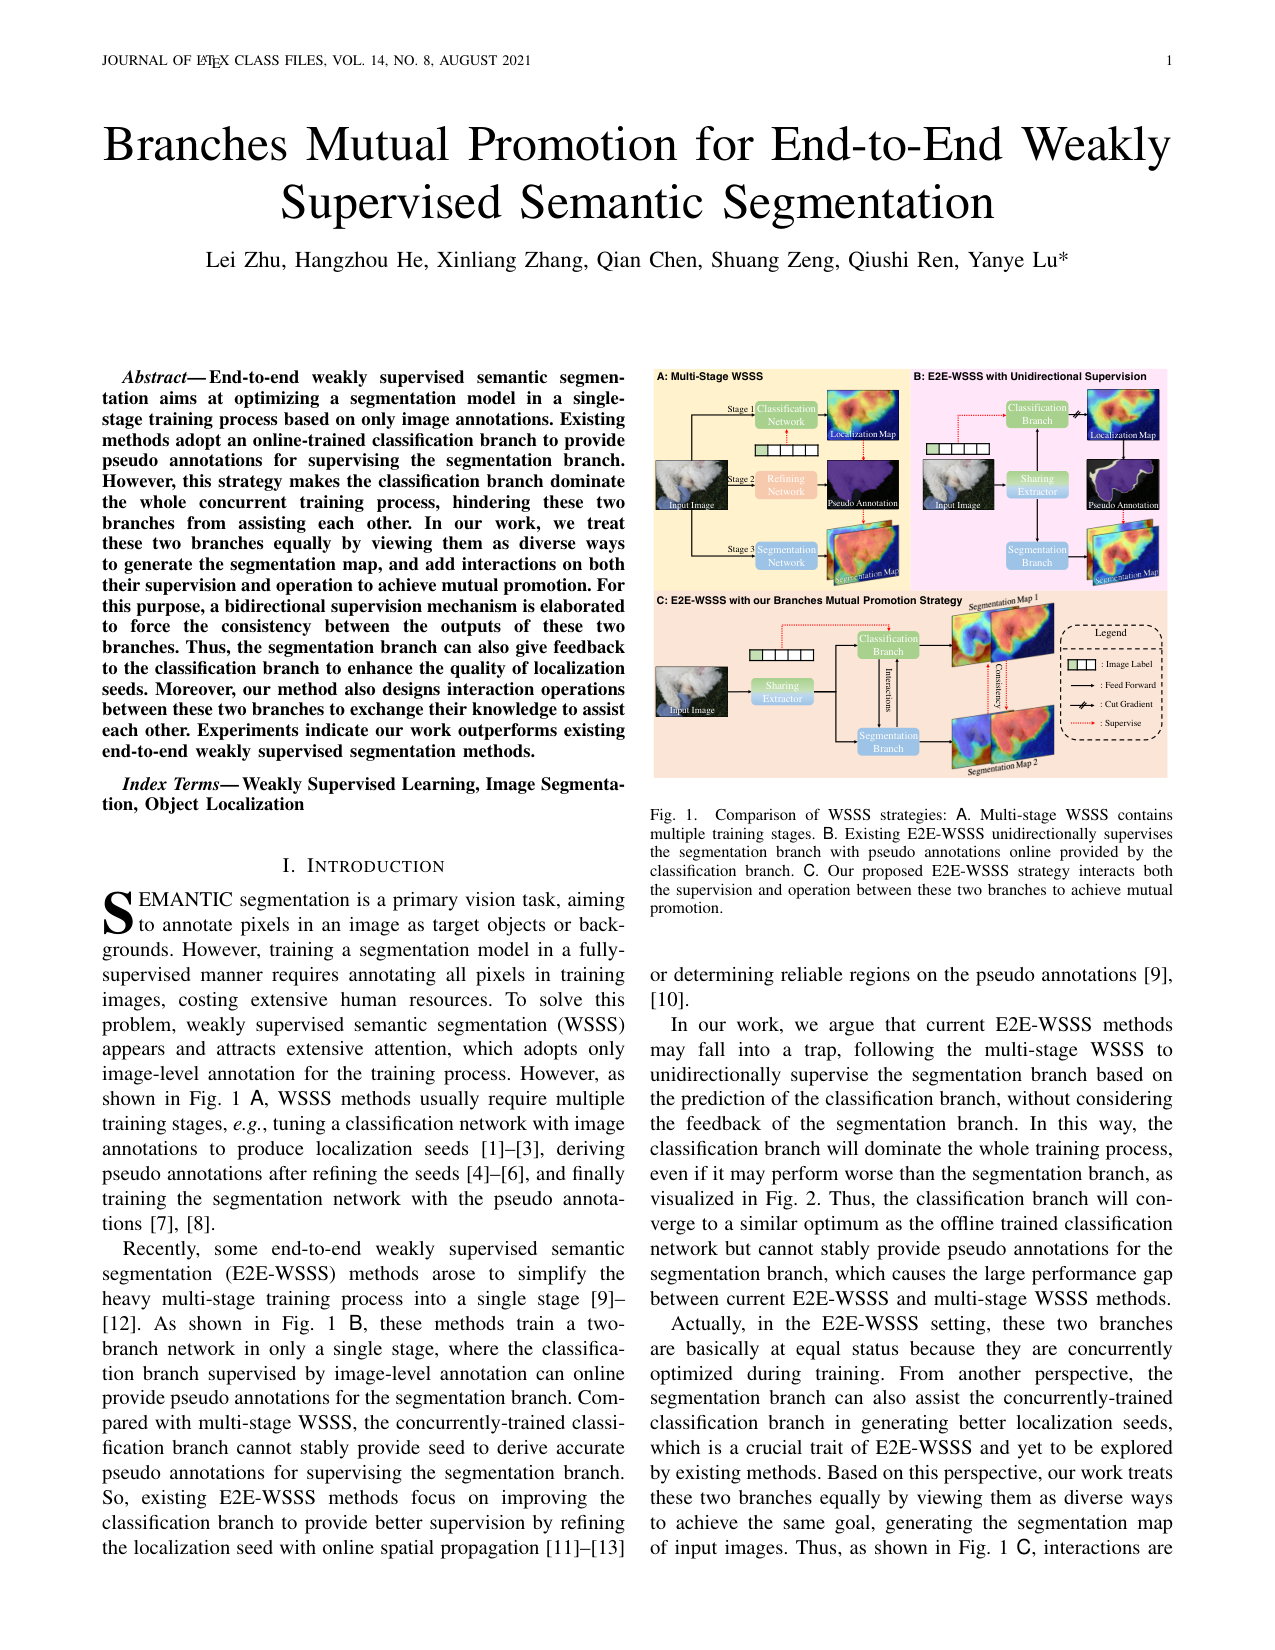 JOURNAL OF LATEX CLASS FILES, VOL. 14, NO. 8, AUGUST 2021
1
Branches Mutual Promotion for End-to-End Weakly
Supervised Semantic Segmentation
Lei Zhu, Hangzhou He, Xinliang Zhang, Qian Chen, Shuang Zeng, Qiushi Ren, Yanye Lu*
Abstract—End-to-end weakly supervised semantic segmen-
tation aims at optimizing a segmentation model in a single-
stage training process based on only image annotations. Existing
methods adopt an online-trained classification branch to provide
pseudo annotations for supervising the segmentation branch.
However, this strategy makes the classification branch dominate
the whole concurrent training process, hindering these two
branches from assisting each other. In our work, we treat
these two branches equally by viewing them as diverse ways
to generate the segmentation map, and add interactions on both
their supervision and operation to achieve mutual promotion. For
this purpose, a bidirectional supervision mechanism is elaborated
to force the consistency between the outputs of these two
branches. Thus, the segmentation branch can also give feedback
to the classification branch to enhance the quality of localization
seeds. Moreover, our method also designs interaction operations
between these two branches to exchange their knowledge to assist
each other. Experiments indicate our work outperforms existing
end-to-end weakly supervised segmentation methods.
Index Terms—Weakly Supervised Learning, Image Segmenta-
tion, Object Localization
I. INTRODUCTION
SEMANTIC segmentation is a primary vision task, aiming
to annotate pixels in an image as target objects or back-
grounds. However, training a segmentation model in a fully-
supervised manner requires annotating all pixels in training
images, costing extensive human resources. To solve this
problem, weakly supervised semantic segmentation (WSSS)
appears and attracts extensive attention, which adopts only
image-level annotation for the training process. However, as
shown in Fig. 1 A, WSSS methods usually require multiple
training stages, e.g., tuning a classification network with image
annotations to produce localization seeds [1]–[3], deriving
pseudo annotations after refining the seeds [4]–[6], and finally
training the segmentation network with the pseudo annota-
tions [7], [8].
Recently, some end-to-end weakly supervised semantic
segmentation (E2E-WSSS) methods arose to simplify the
heavy multi-stage training process into a single stage [9]–
[12]. As shown in Fig. 1 B, these methods train a two-
branch network in only a single stage, where the classifica-
tion branch supervised by image-level annotation can online
provide pseudo annotations for the segmentation branch. Com-
pared with multi-stage WSSS, the concurrently-trained classi-
fication branch cannot stably provide seed to derive accurate
pseudo annotations for supervising the segmentation branch.
So, existing E2E-WSSS methods focus on improving the
classification branch to provide better supervision by refining
the localization seed with online spatial propagation [11]–[13]
A: Multi-Stage WSSS
Stage 1
Classification
Network
Localization Map
Input Image
Stage 2
Refining
Network
Pseudo Annotation
Stage 3
Segmentation
Network
Segmentation Map
B: E2E-WSSS with Unidirectional Supervision
Classification
Branch
Localization Map
Input Image
Sharing
Extractor
Pseudo Annotation
Segmentation
Branch
Segmentation Map
C: E2E-WSSS with our Branches Mutual Promotion Strategy
Segmentation Map 1
Classification
Branch
Input Image
Sharing
Extractor
Interactions
Consistency
Segmentation
Branch
Segmentation Map 2
Legend
: Image Label
: Feed Forward
: Cut Gradient
: Supervise
Fig. 1. Comparison of WSSS strategies: A. Multi-stage WSSS contains
multiple training stages. B. Existing E2E-WSSS unidirectionally supervises
the segmentation branch with pseudo annotations online provided by the
classification branch. C. Our proposed E2E-WSSS strategy interacts both
the supervision and operation between these two branches to achieve mutual
promotion.
or determining reliable regions on the pseudo annotations [9],
[10].
In our work, we argue that current E2E-WSSS methods
may fall into a trap, following the multi-stage WSSS to
unidirectionally supervise the segmentation branch based on
the prediction of the classification branch, without considering
the feedback of the segmentation branch. In this way, the
classification branch will dominate the whole training process,
even if it may perform worse than the segmentation branch, as
visualized in Fig. 2. Thus, the classification branch will con-
verge to a similar optimum as the offline trained classification
network but cannot stably provide pseudo annotations for the
segmentation branch, which causes the large performance gap
between current E2E-WSSS and multi-stage WSSS methods.
Actually, in the E2E-WSSS setting, these two branches
are basically at equal status because they are concurrently
optimized during training. From another perspective, the
segmentation branch can also assist the concurrently-trained
classification branch in generating better localization seeds,
which is a crucial trait of E2E-WSSS and yet to be explored
by existing methods. Based on this perspective, our work treats
these two branches equally by viewing them as diverse ways
to achieve the same goal, generating the segmentation map
of input images. Thus, as shown in Fig. 1 C, interactions are